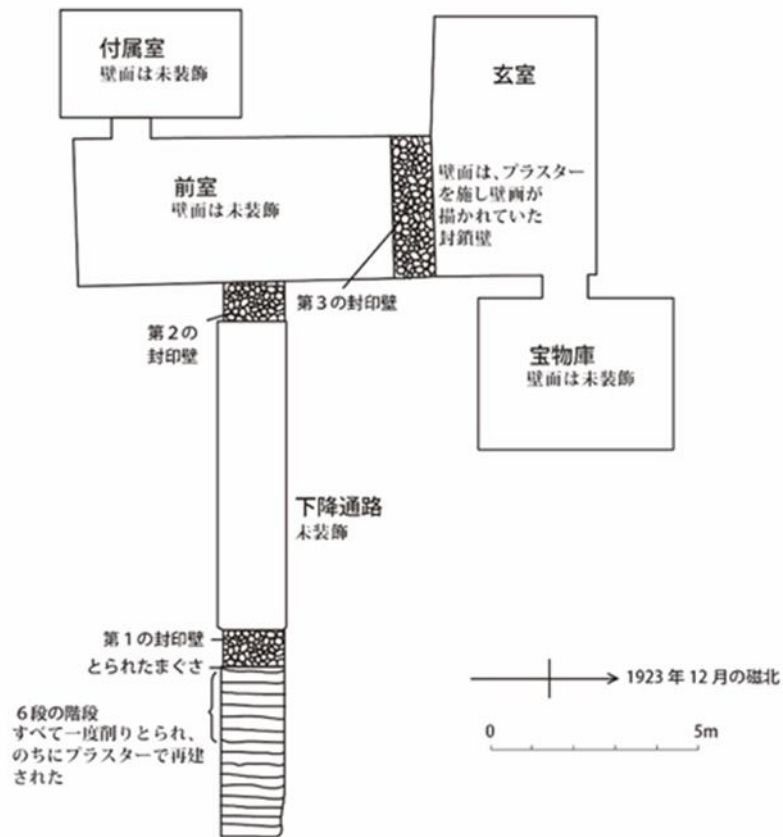 付属室
壁面は未装飾
玄室
前室
壁面は未装飾
壁面は、プラスター
を施し壁画が
描かれていた
封鎖壁
第3の封印壁
第2の
封印壁
宝物庫
壁面は未装飾
下降通路
未装飾
第1の封印壁
とられたまぐさ
6段の階段
すべて一度削りとられ、
のちにプラスターで再建
された
1923年12月の磁北
0 5m